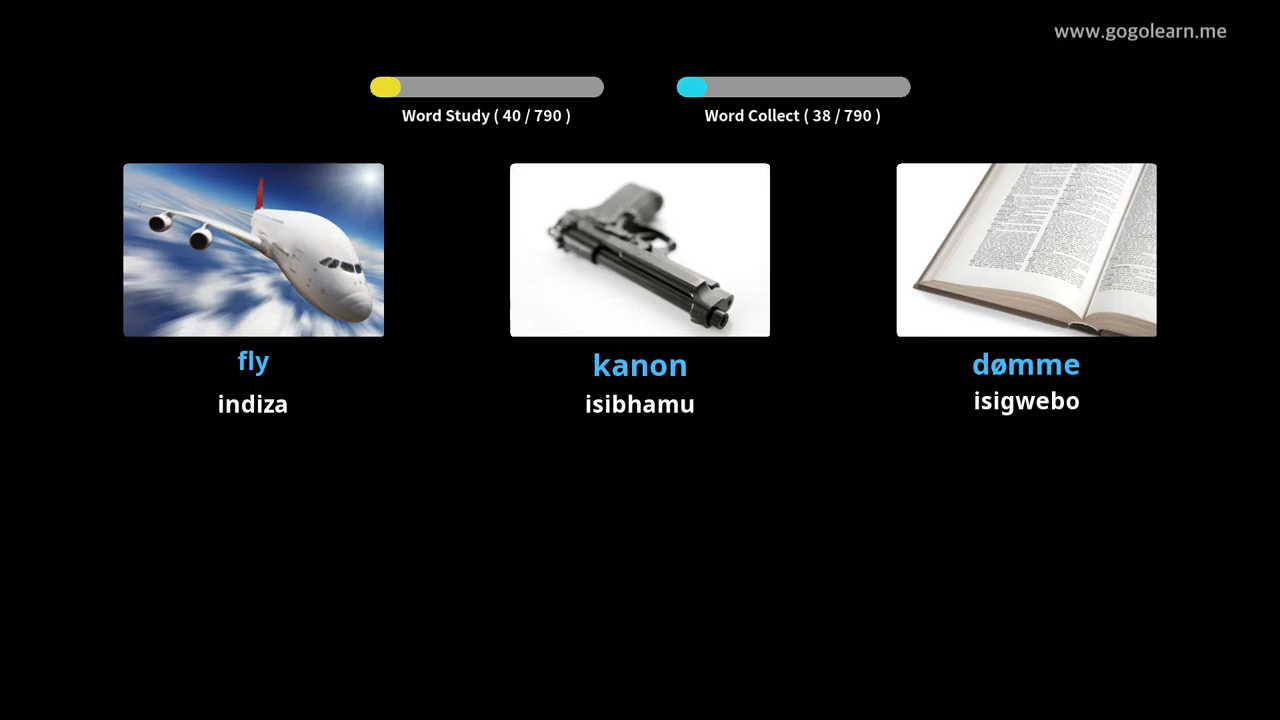 www.gogolearn.me
Word Study ( 40 / 790 )
Word Collect ( 38 / 790 )
fly
indiza
kanon
isibhamu
dømme
isigwebo